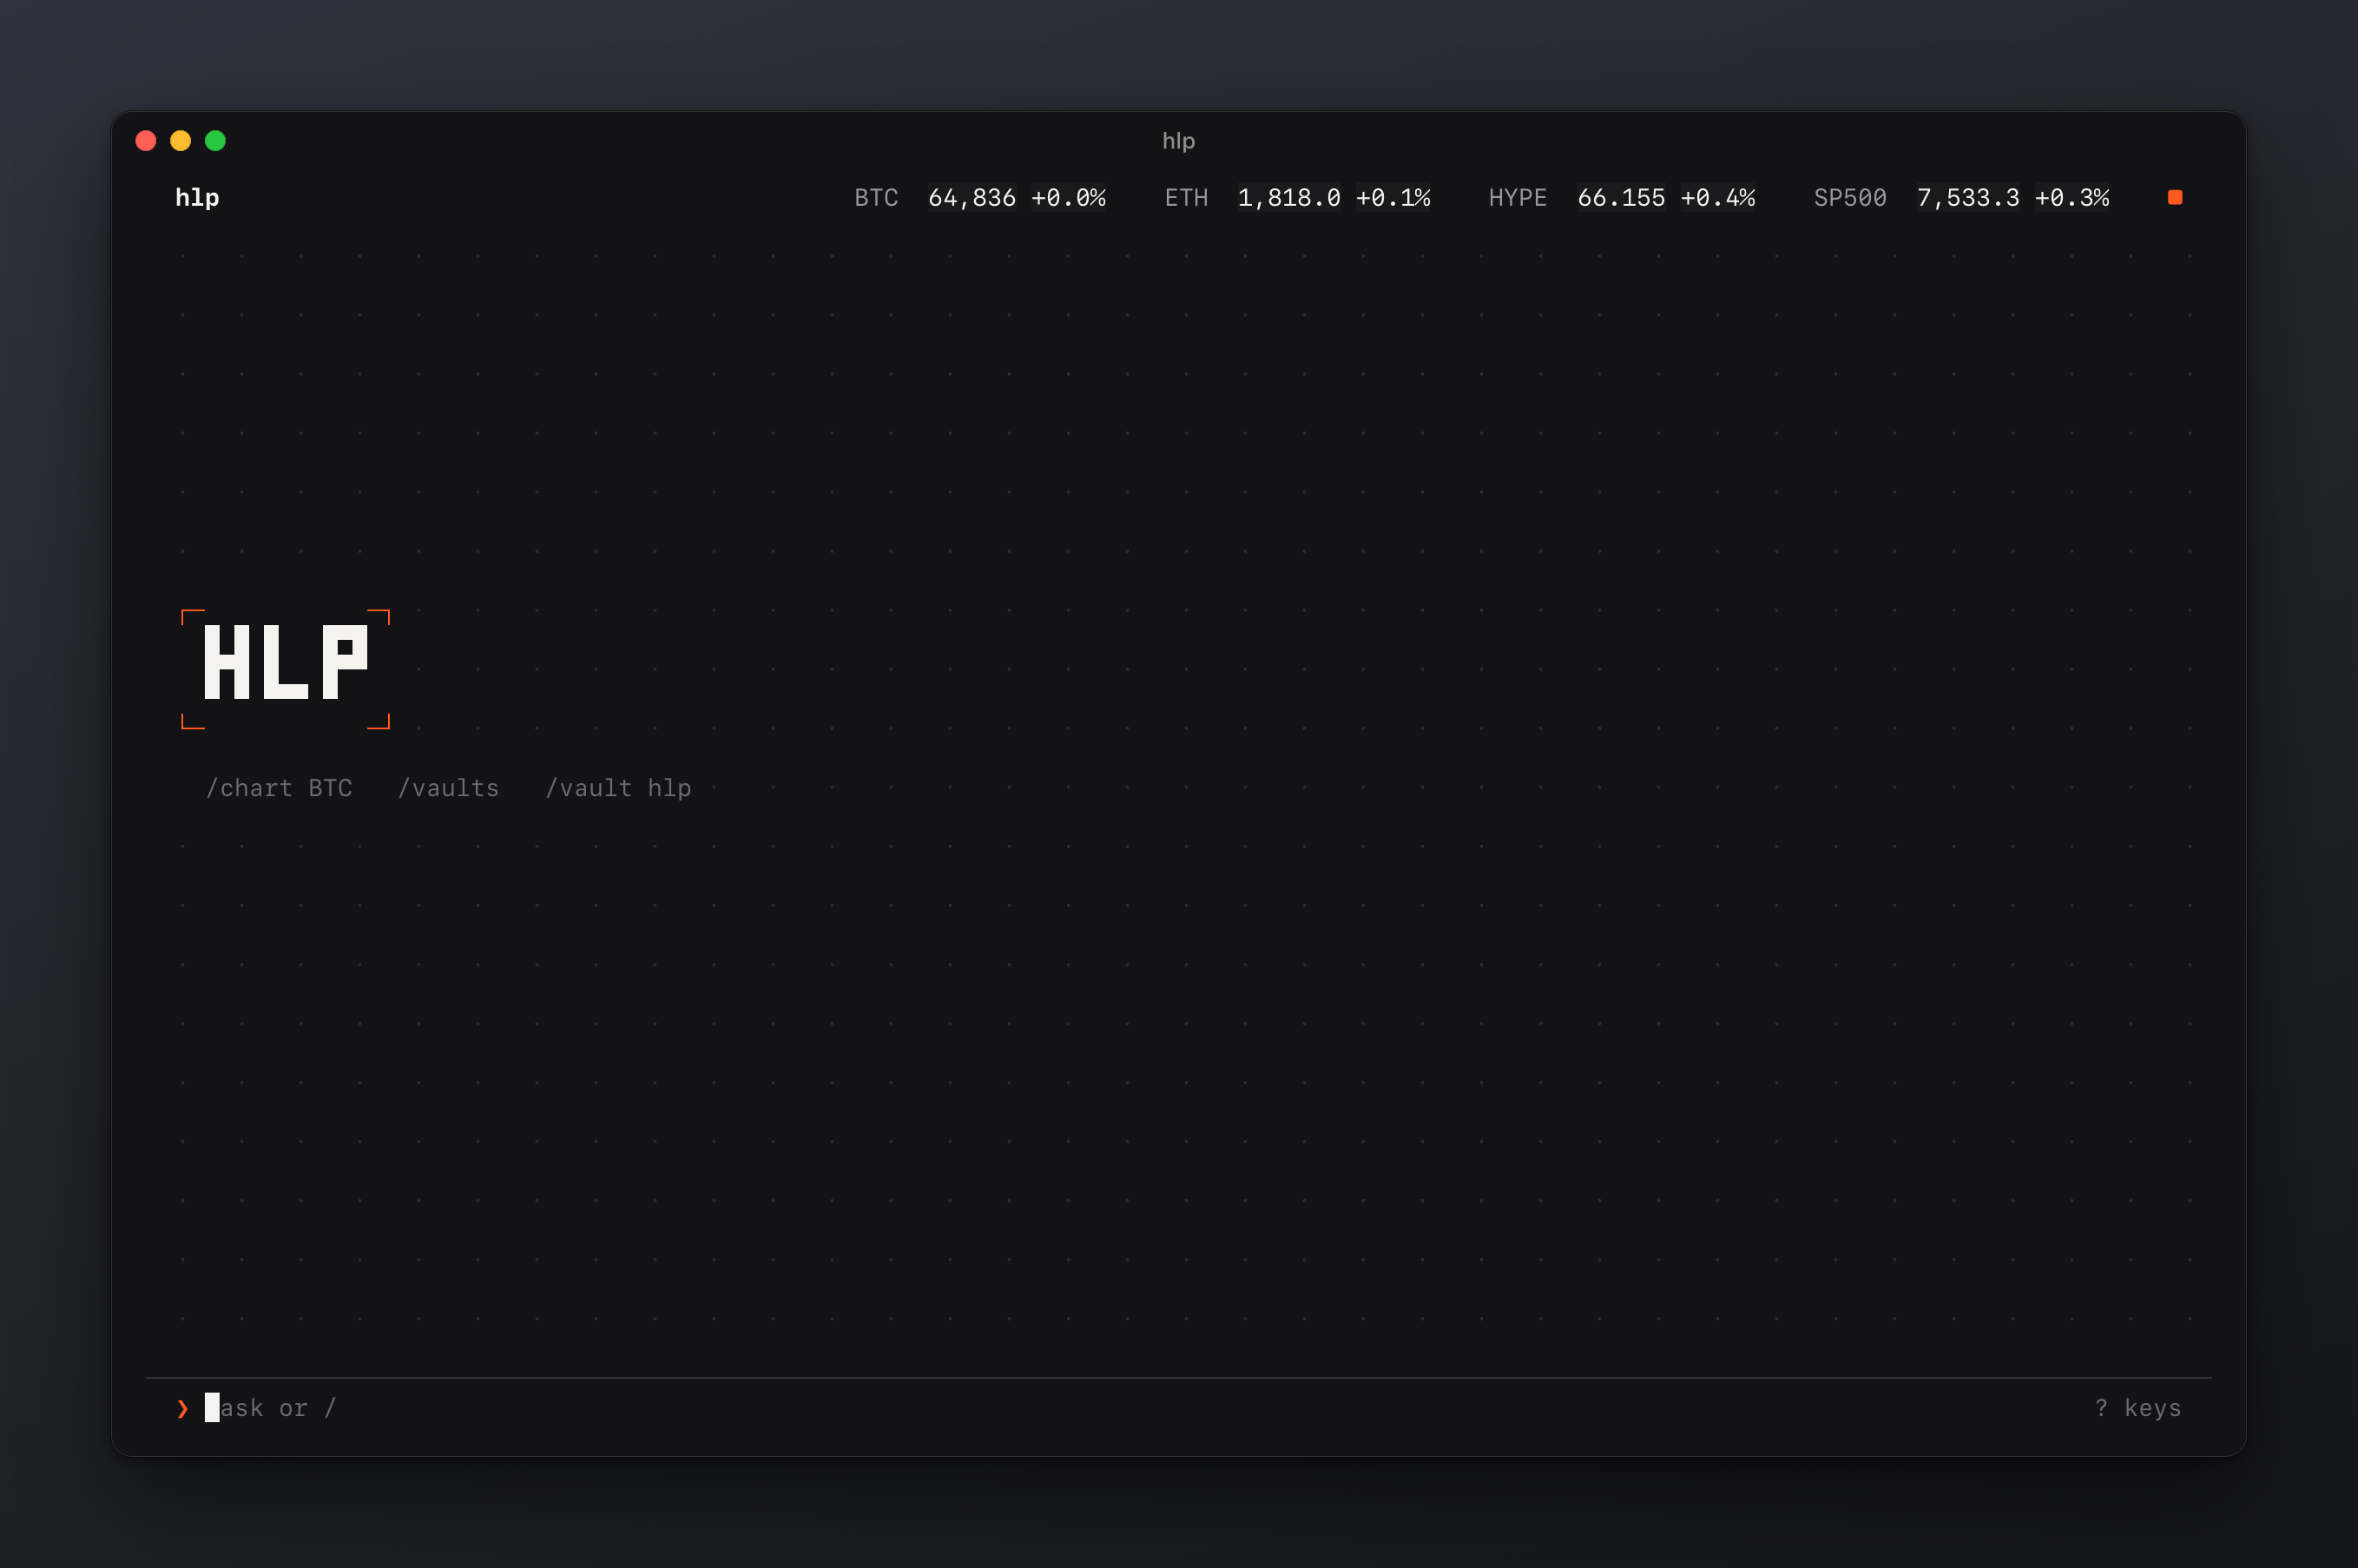 hlp
hlp BTC 64,836 +0.0% ETH 1,818.0 +0.1% HYPE 66.155 +0.4% SP500 7,533.3 +0.3%
HLP
/chart BTC /vaults /vault hlp
❯ ask or / ? keys